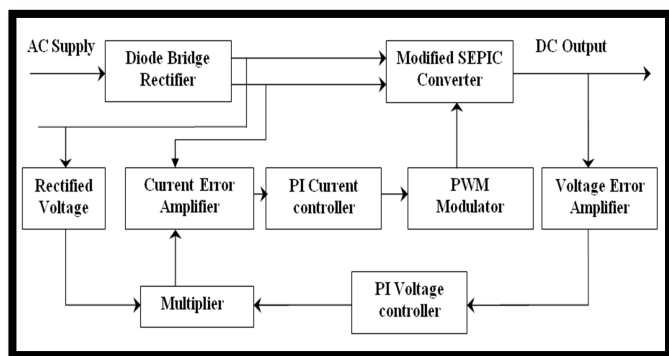 AC Supply
Diode Bridge
Rectifier
Modified SEPIC
Converter
DC Output
Rectified
Voltage
Current Error
Amplifier
PI Current
controller
PWM
Modulator
Voltage Error
Amplifier
Multiplier
PI Voltage
controller